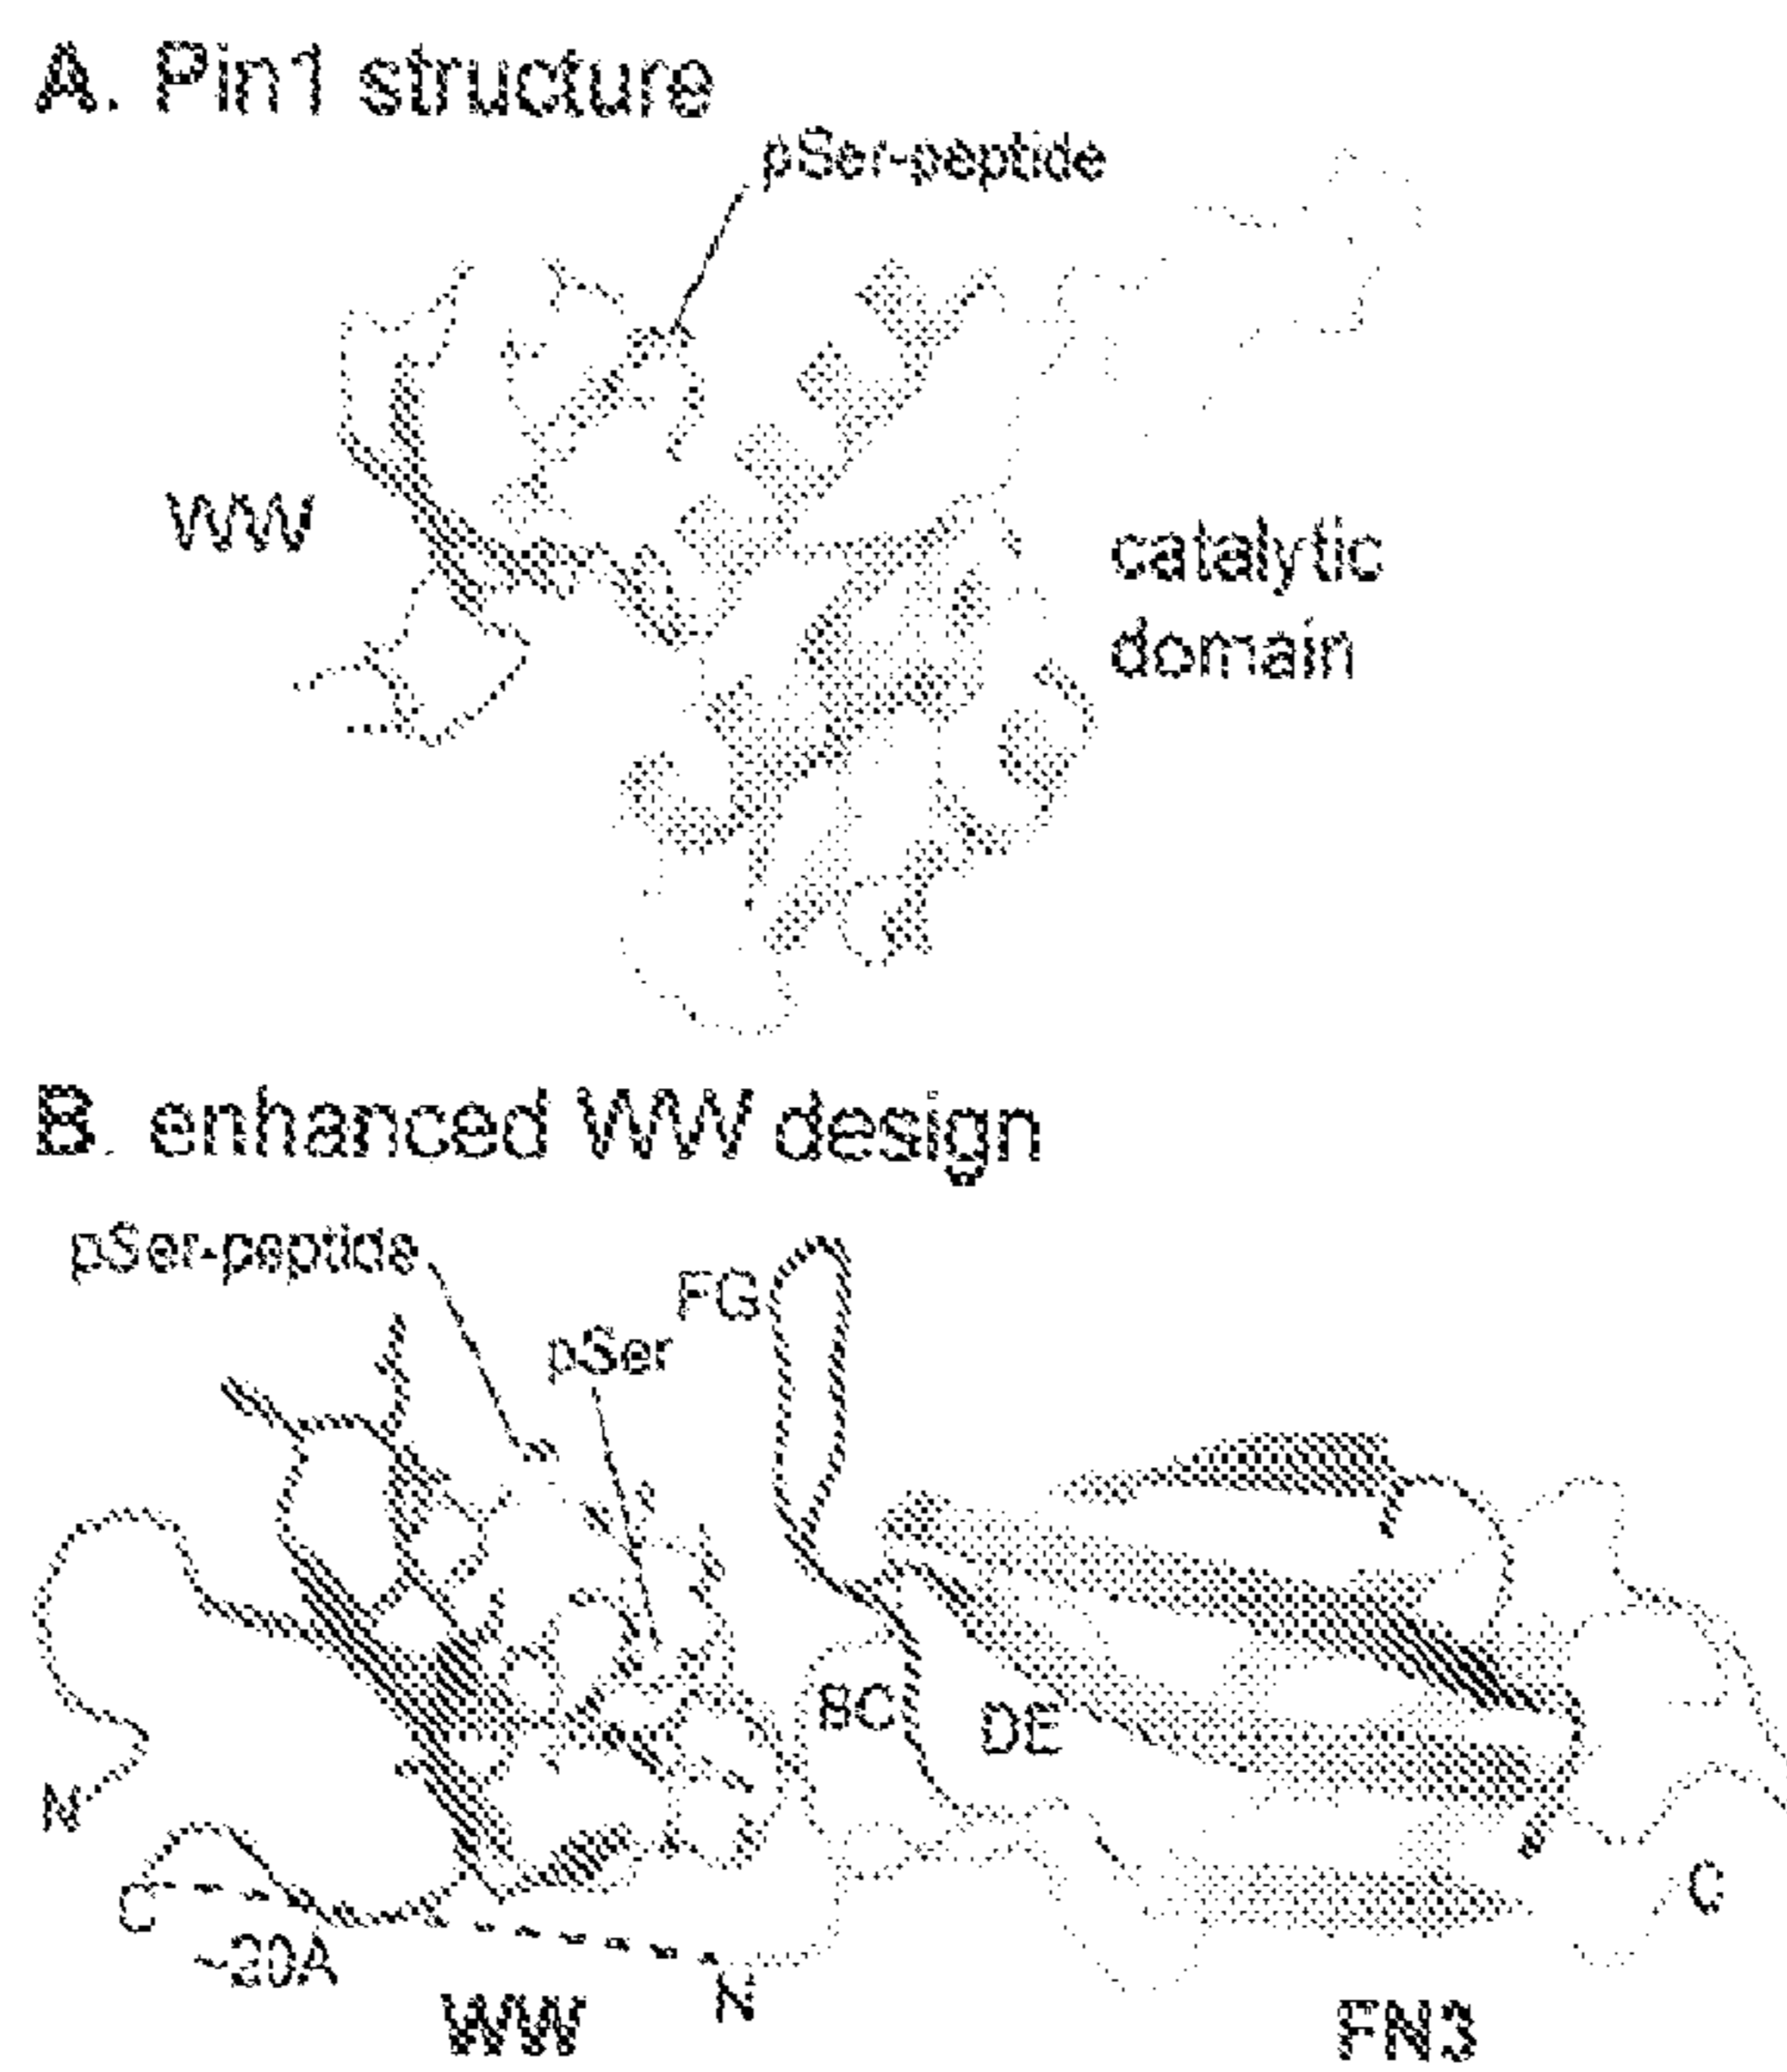 A. Pin1 structure
pSer-peptide
WW
catalytic
domain
B. enhanced WW design
pSer-peptide
FG
pSer
BC
DE
N
C
C
~20A
N
WW
FN3